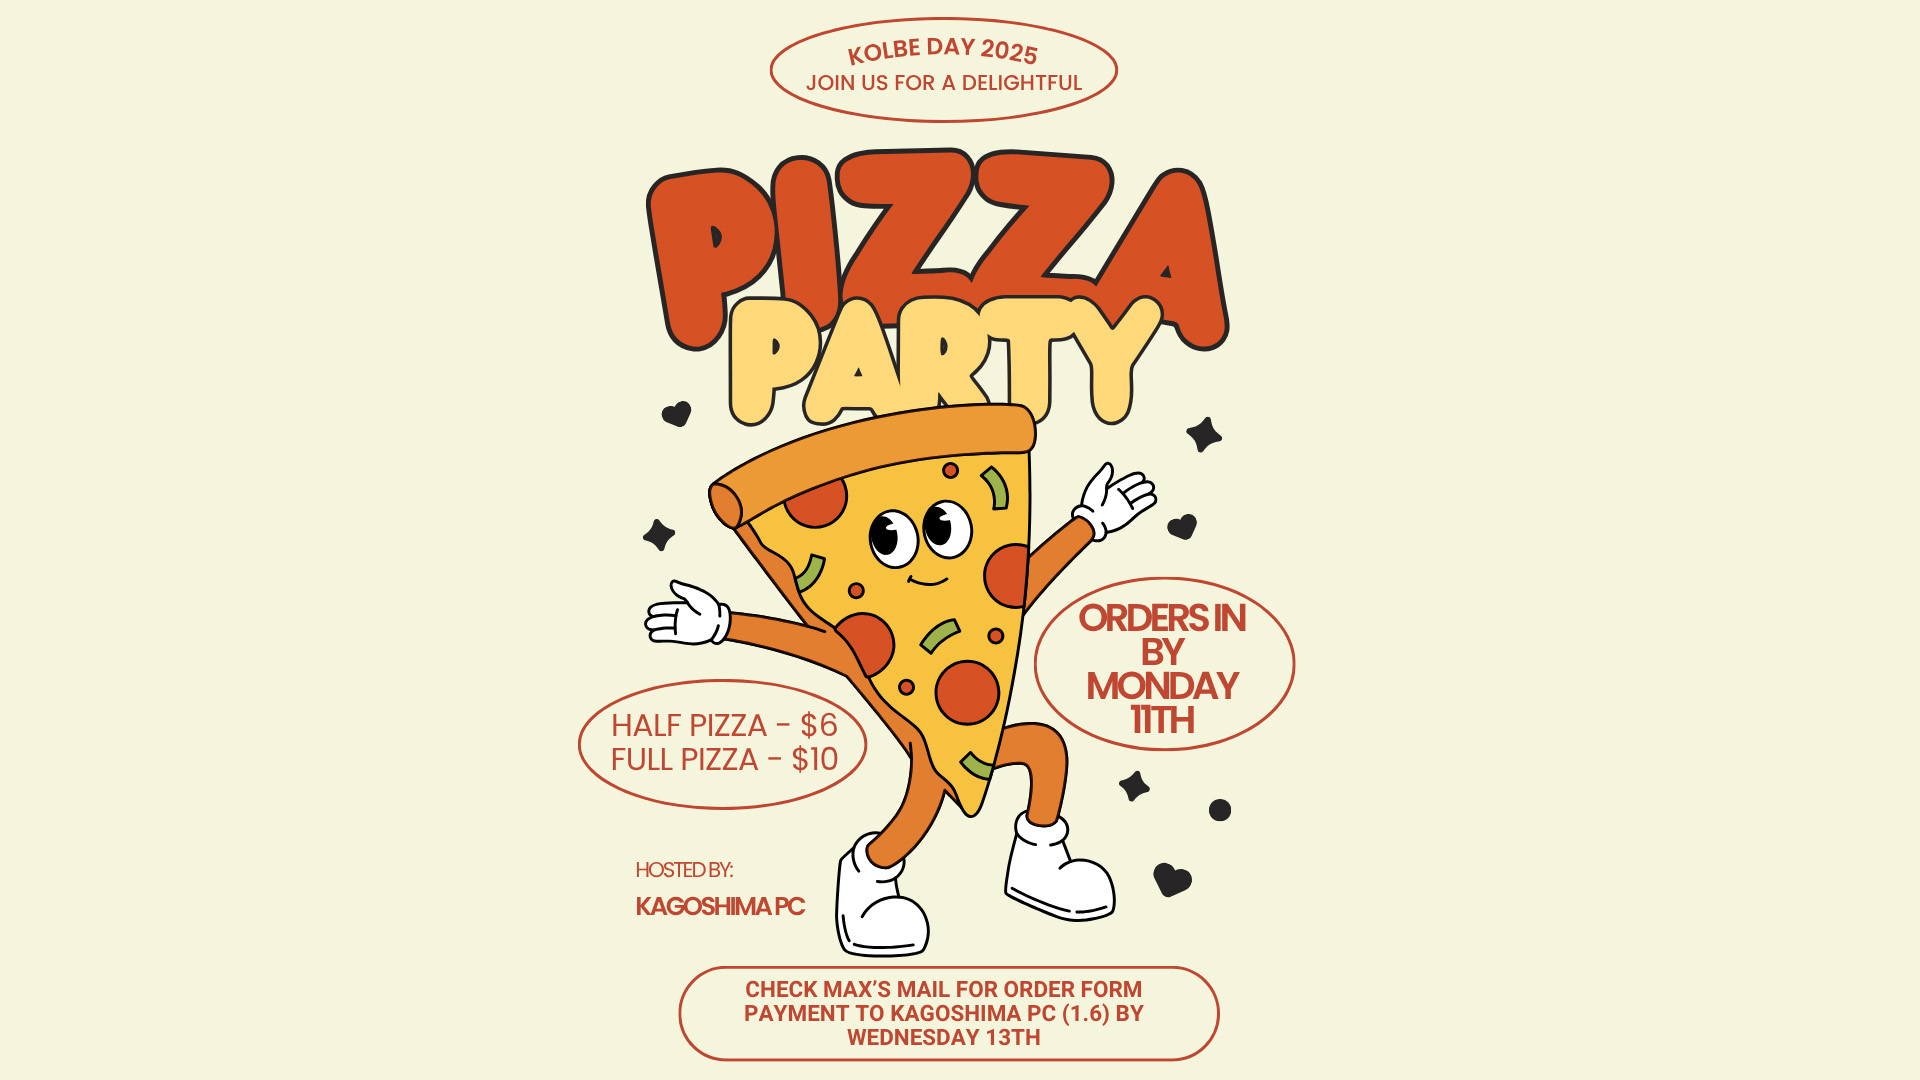 KOLBE DAY 2025
JOIN US FOR A DELIGHTFUL
PIZZA
PARTY
ORDERS IN
BY
MONDAY
11TH
HALF PIZZA - $6
FULL PIZZA - $10
HOSTED BY:
KAGOSHIMA PC
CHECK MAX'S MAIL FOR ORDER FORM
PAYMENT TO KAGOSHIMA PC (1.6) BY
WEDNESDAY 13TH